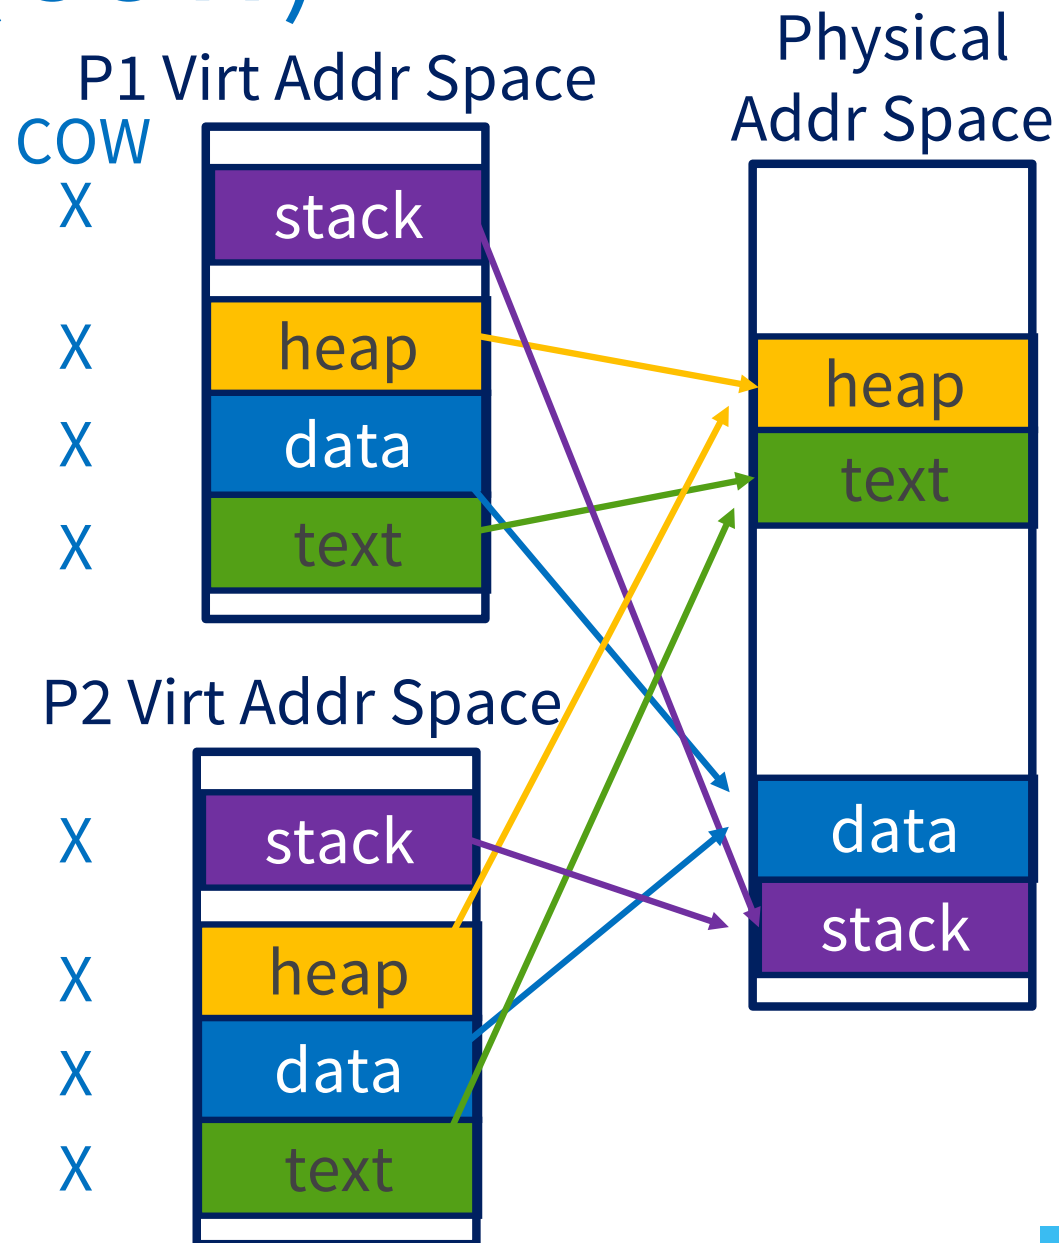 P1 Virt Addr Space
COW
X
stack
X
heap
X
data
X
text
P2 Virt Addr Space
X
stack
X
heap
X
data
X
text
Physical
Addr Space
heap
text
data
stack